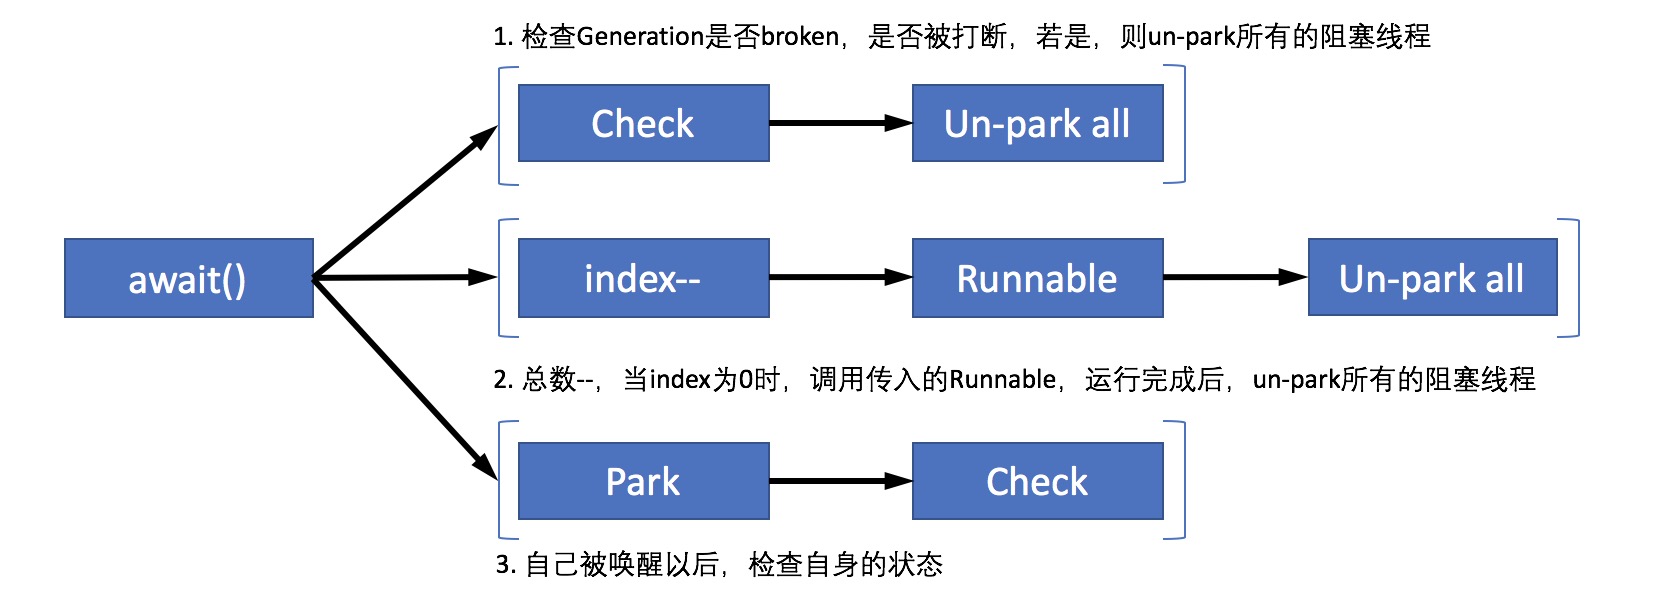 1. 检查Generation是否broken，是否被打断，若是，则un-park所有的阻塞线程
Check
Un-park all
await()
index--
Runnable
Un-park all
2. 总数--，当index为0时，调用传入的Runnable，运行完成后，un-park所有的阻塞线程
Park
Check
3. 自己被唤醒以后，检查自身的状态